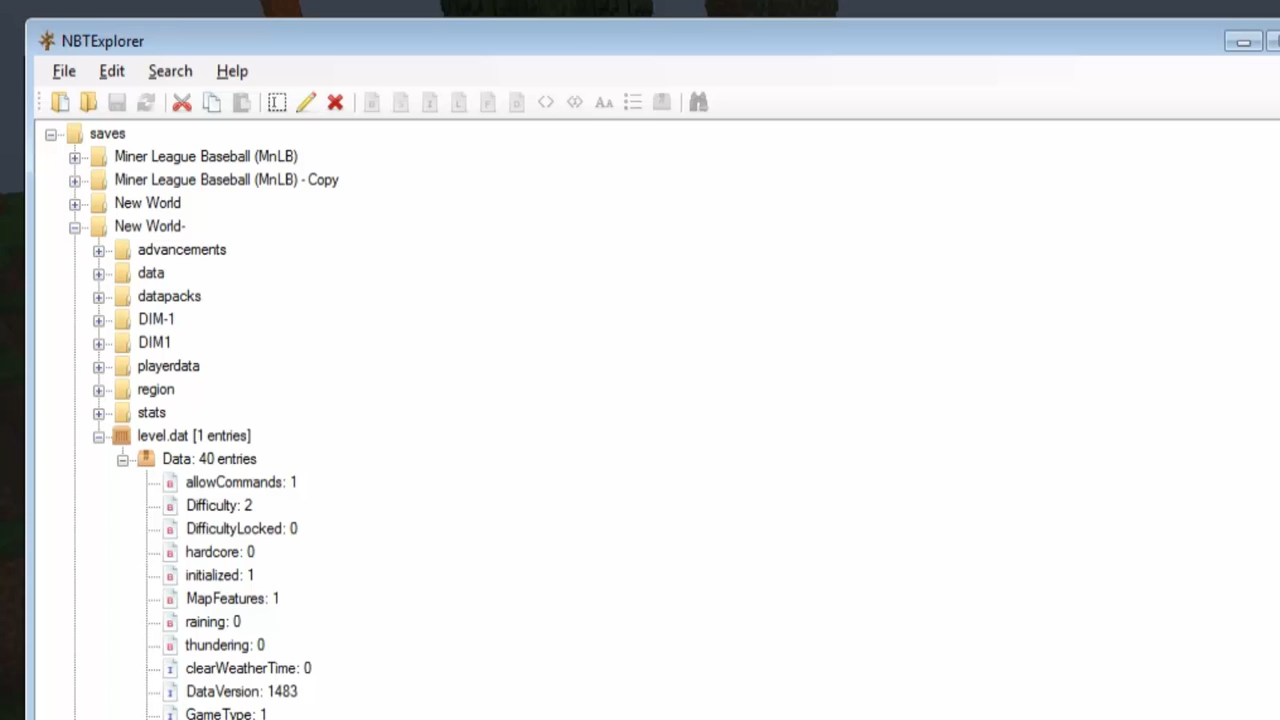 NBTExplorer
File Edit Search Help
saves
Miner League Baseball (MnLB)
Miner League Baseball (MnLB) - Copy
New World
New World-
advancements
data
datapacks
DIM-1
DIM1
playerdata
region
stats
level.dat [1 entries]
Data: 40 entries
allowCommands: 1
Difficulty: 2
DifficultyLocked: 0
hardcore: 0
initialized: 1
MapFeatures: 1
raining: 0
thundering: 0
clearWeatherTime: 0
DataVersion: 1483
GameType: 1